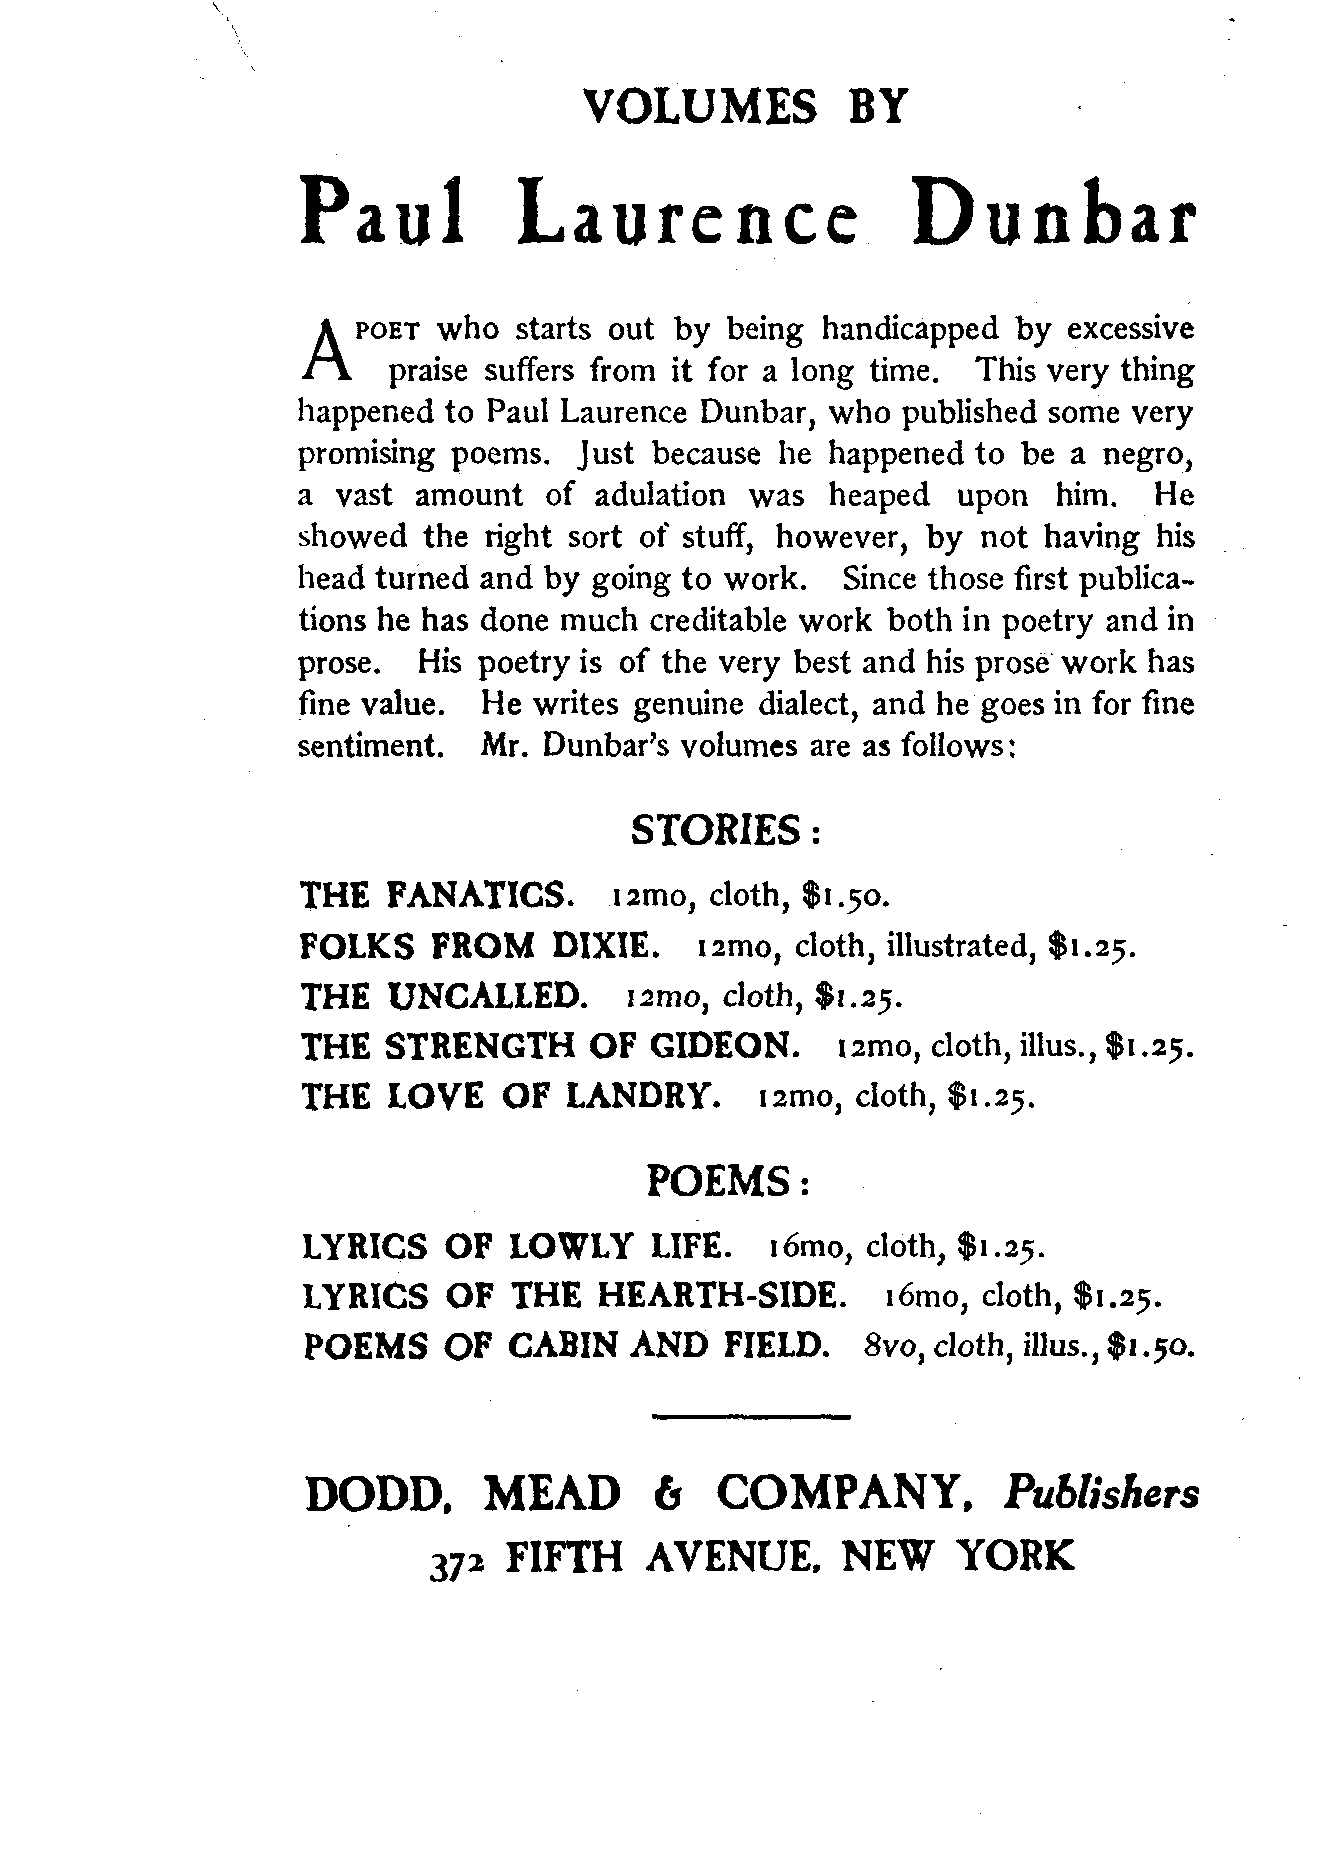 VOLUMES BY
Paul Laurence Dunbar
A POET who starts out by being handicapped by excessive
praise suffers from it for a long time. This very thing
happened to Paul Laurence Dunbar, who published some very
promising poems. Just because he happened to be a negro,
a vast amount of adulation was heaped upon him. He
showed the right sort of stuff, however, by not having his
head turned and by going to work. Since those first publica-
tions he has done much creditable work both in poetry and in
prose. His poetry is of the very best and his prose work has
fine value. He writes genuine dialect, and he goes in for fine
sentiment. Mr. Dunbar's volumes are as follows:
STORIES:
THE FANATICS. 12mo, cloth, $1.50.
FOLKS FROM DIXIE. 12mo, cloth, illustrated, $1.25.
THE UNCALLED. 12mo, cloth, $1.25.
THE STRENGTH OF GIDEON. 12mo, cloth, illus., $1.25.
THE LOVE OF LANDRY. 12mo, cloth, $1.25.
POEMS:
LYRICS OF LOWLY LIFE. 16mo, cloth, $1.25.
LYRICS OF THE HEARTH-SIDE. 16mo, cloth, $1.25.
POEMS OF CABIN AND FIELD. 8vo, cloth, illus., $1.50.
DODD, MEAD & COMPANY, Publishers
372 FIFTH AVENUE, NEW YORK